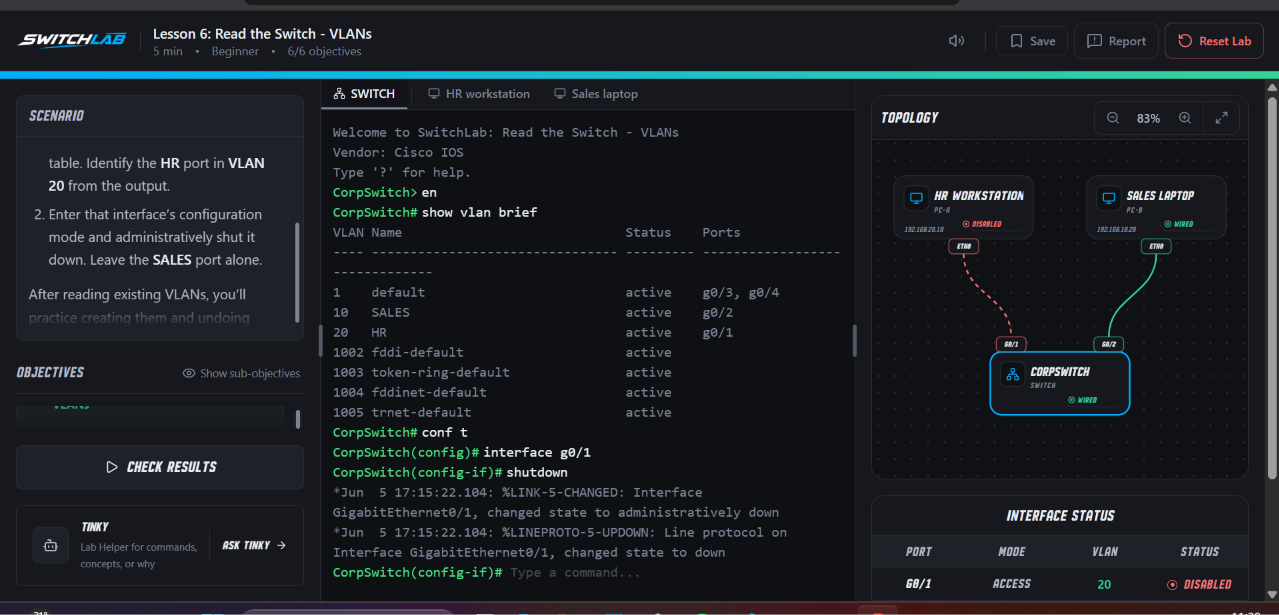 SWITCHLAB
Lesson 6: Read the Switch - VLANs
5 min • Beginner • 6/6 objectives
Save
Report
Reset Lab
SCENARIO
table. Identify the HR port in VLAN
20 from the output.
2. Enter that interface's configuration
mode and administratively shut it
down. Leave the SALES port alone.
After reading existing VLANs, you'll
practice creating them and undoing
OBJECTIVES
Show sub-objectives
VLANs
CHECK RESULTS
TINKY
Lab Helper for commands,
concepts, or why
ASK TINKY →
SWITCH
HR workstation
Sales laptop
Welcome to SwitchLab: Read the Switch - VLANs
Vendor: Cisco IOS
Type '?' for help.
CorpSwitch> en
CorpSwitch# show vlan brief
VLAN Name Status Ports
---- -------------------------------- --------- ------------------
-------------
1 default active g0/3, g0/4
10 SALES active g0/2
20 HR active g0/1
1002 fddi-default active
1003 token-ring-default active
1004 fddinet-default active
1005 trnet-default active
CorpSwitch# conf t
CorpSwitch(config)# interface g0/1
CorpSwitch(config-if)# shutdown
*Jun  5 17:15:22.104: %LINK-5-CHANGED: Interface
GigabitEthernet0/1, changed state to administratively down
*Jun  5 17:15:22.104: %LINEPROTO-5-UPDOWN: Line protocol on
Interface GigabitEthernet0/1, changed state to down
CorpSwitch(config-if)# Type a command...
TOPOLOGY
83%
HR WORKSTATION
PC-A
192.168.20.10
DISABLED
ETH0
SALES LAPTOP
PC-B
192.168.10.20
WIRED
ETH0
G0/1
G0/2
CORPSWITCH
SWITCH
WIRED
INTERFACE STATUS
PORT MODE VLAN STATUS
G0/1 ACCESS 20 DISABLED